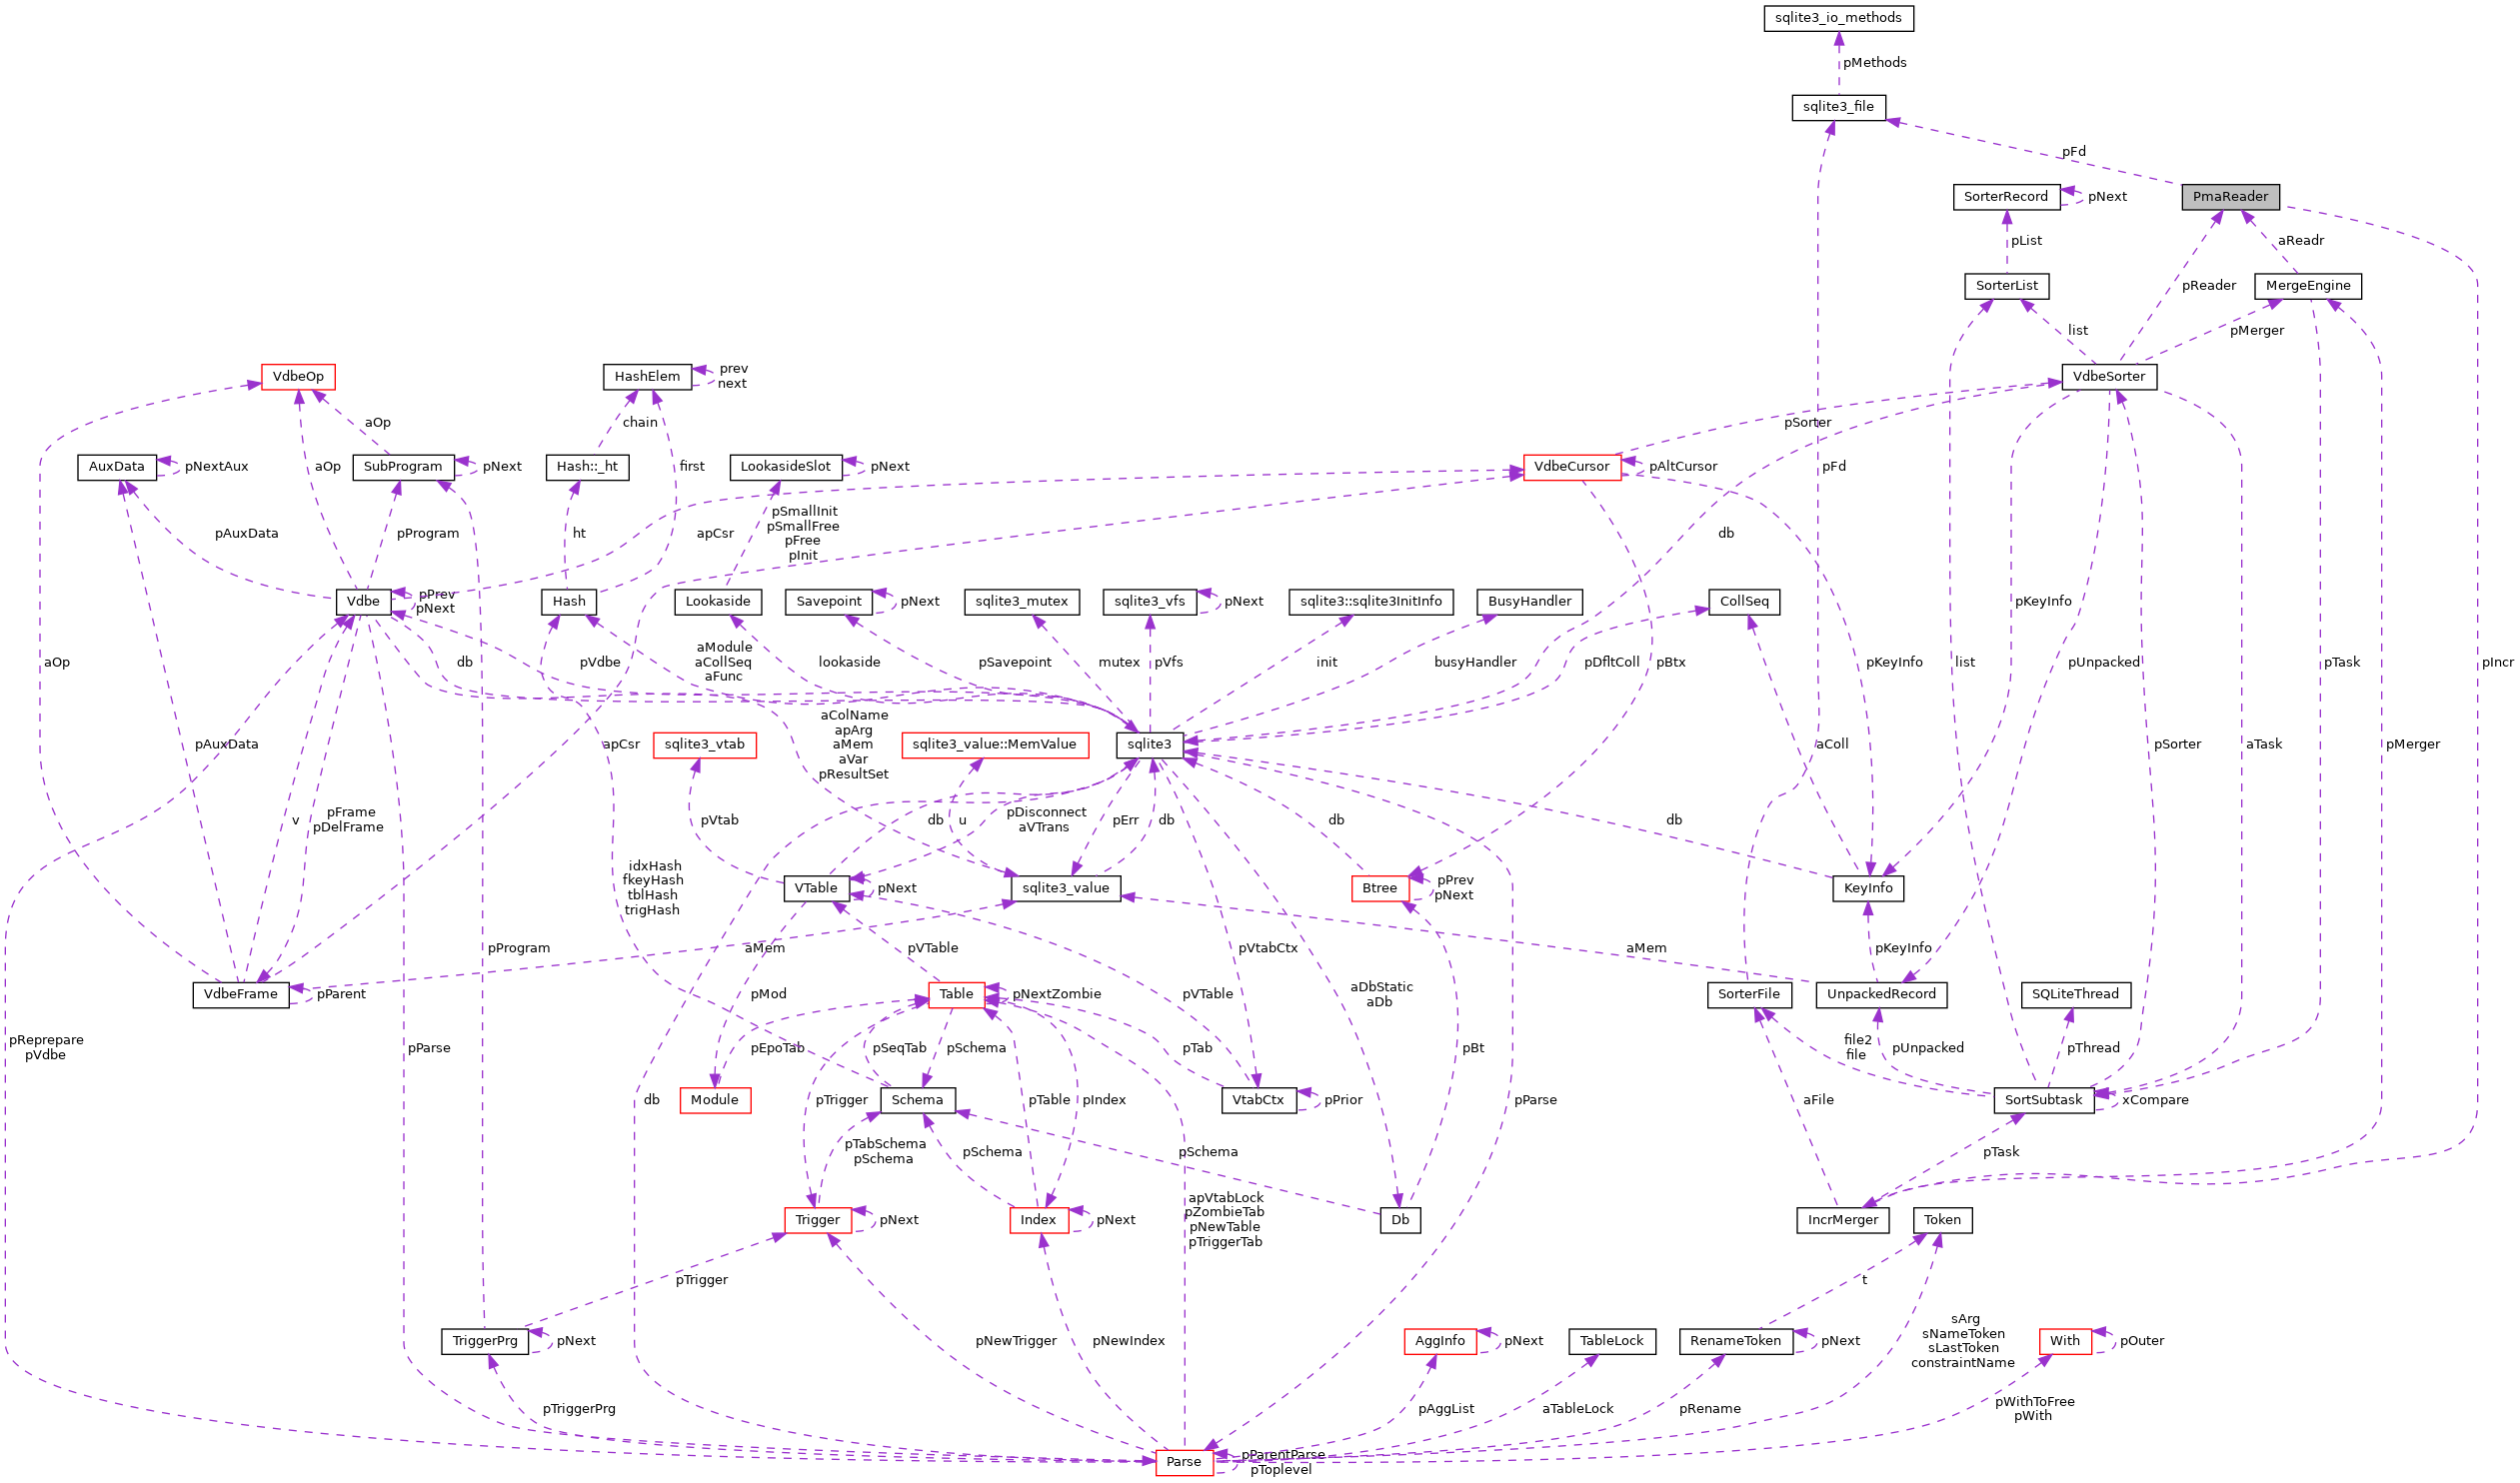 sqlite3_io_methods
pMethods
sqlite3_file
pFd
SorterRecord
pNext
PmaReader
pList
aReadr
SorterList
pReader
MergeEngine
list
pMerger
VdbeOp
HashElem
prev
next
VdbeSorter
aOp
chain
pSorter
AuxData
pNextAux
aOp
SubProgram
pNext
Hash::_ht
first
LookasideSlot
pNext
VdbeCursor
pAltCursor
pFd
pAuxData
pProgram
ht
apCsr
pSmallInit
pSmallFree
pFree
pInit
db
Vdbe
pPrev
pNext
Hash
Lookaside
Savepoint
pNext
sqlite3_mutex
sqlite3_vfs
pNext
sqlite3::sqlite3InitInfo
BusyHandler
CollSeq
pKeyInfo
aOp
db
pVdbe
aModule
aCollSeq
aFunc
lookaside
pSavepoint
mutex
pVfs
init
busyHandler
pDfltColl
pBtx
pKeyInfo
list
pUnpacked
pTask
pIncr
pAuxData
apCsr
sqlite3_vtab
aColName
apArg
aMem
aVar
pResultSet
sqlite3_value::MemValue
sqlite3
aColl
pSorter
aTask
pMerger
v
pFrame
pDelFrame
pVtab
db
u
pDisconnect
aVTrans
pErr
db
db
db
idxHash
fkeyHash
tblHash
trigHash
VTable
pNext
sqlite3_value
Btree
pPrev
pNext
KeyInfo
pProgram
aMem
pVTable
pVtabCtx
aMem
pKeyInfo
VdbeFrame
pParent
pMod
Table
pNextZombie
pVTable
aDbStatic
aDb
SorterFile
UnpackedRecord
SQLiteThread
pReprepare
pVdbe
pParse
pEpoTab
pSeqTab
pSchema
pTab
pBt
file2
file
pUnpacked
pThread
db
Module
pTrigger
Schema
pTable
pIndex
VtabCtx
pPrior
pParse
aFile
SortSubtask
xCompare
pTabSchema
pSchema
pSchema
pSchema
pTask
Trigger
pNext
Index
pNext
apVtabLock
pZombieTab
pNewTable
pTriggerTab
Db
IncrMerger
Token
pTrigger
t
TriggerPrg
pNext
pNewTrigger
pNewIndex
AggInfo
pNext
TableLock
RenameToken
pNext
sArg
sNameToken
sLastToken
constraintName
With
pOuter
pTriggerPrg
pAggList
aTableLock
pRename
pWithToFree
pWith
Parse
pParentParse
pToplevel